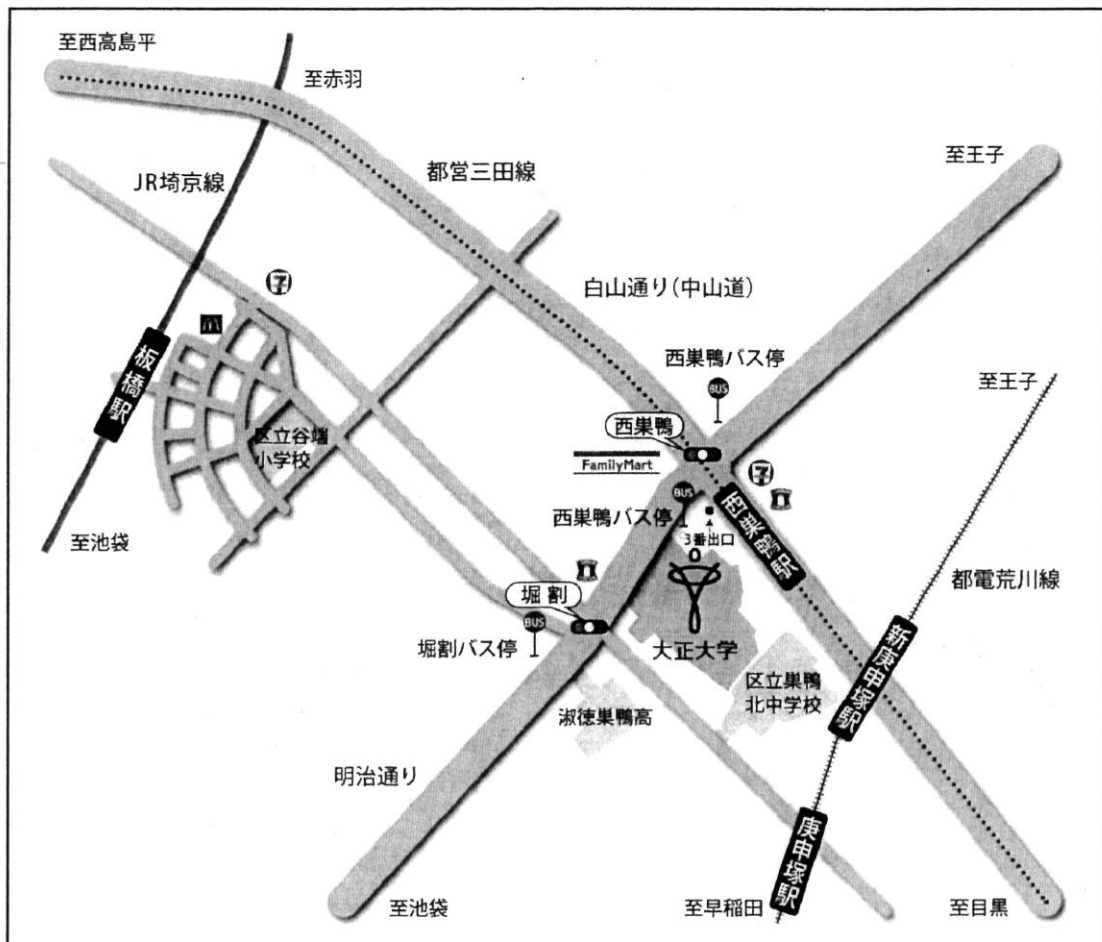 至西高島平
至赤羽
JR埼京線
都営三田線
至王子
白山通り(中山道)
西巣鴨バス停
BUS
至王子
板橋駅
区立谷端
小学校
西巣鴨
FamilyMart
BUS
西巣鴨バス停
3番出口
西巣鴨駅
至池袋
都電荒川線
堀割
BUS
堀割バス停
大正大学
新庚申塚駅
区立巣鴨
北中学校
淑徳巣鴨高
明治通り
庚申塚駅
至池袋
至早稲田
至目黒